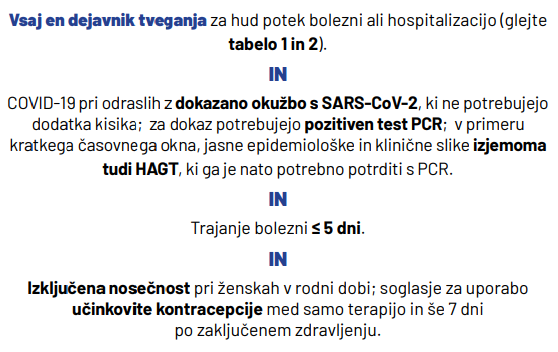 Vsaj en dejavnik tveganja za hud potek bolezni ali hospitalizacijo (glejte
tabelo 1 in 2).
IN
COVID-19 pri odraslih z dokazano okužbo s SARS-CoV-2, ki ne potrebujejo
dodatka kisika; za dokaz potrebujejo pozitiven test PCR; v primeru
kratkega časovnega okna, jasne epidemiološke in klinične slike izjemoma
tudi HAGT, ki ga je nato potrebno potrditi s PCR.
IN
Trajanje bolezni ≤ 5 dni.
IN
Izključena nosečnost pri ženskah v rodni dobi; soglasje za uporabo
učinkovite kontracepcije med samo terapijo in še 7 dni
po zaključenem zdravljenju.